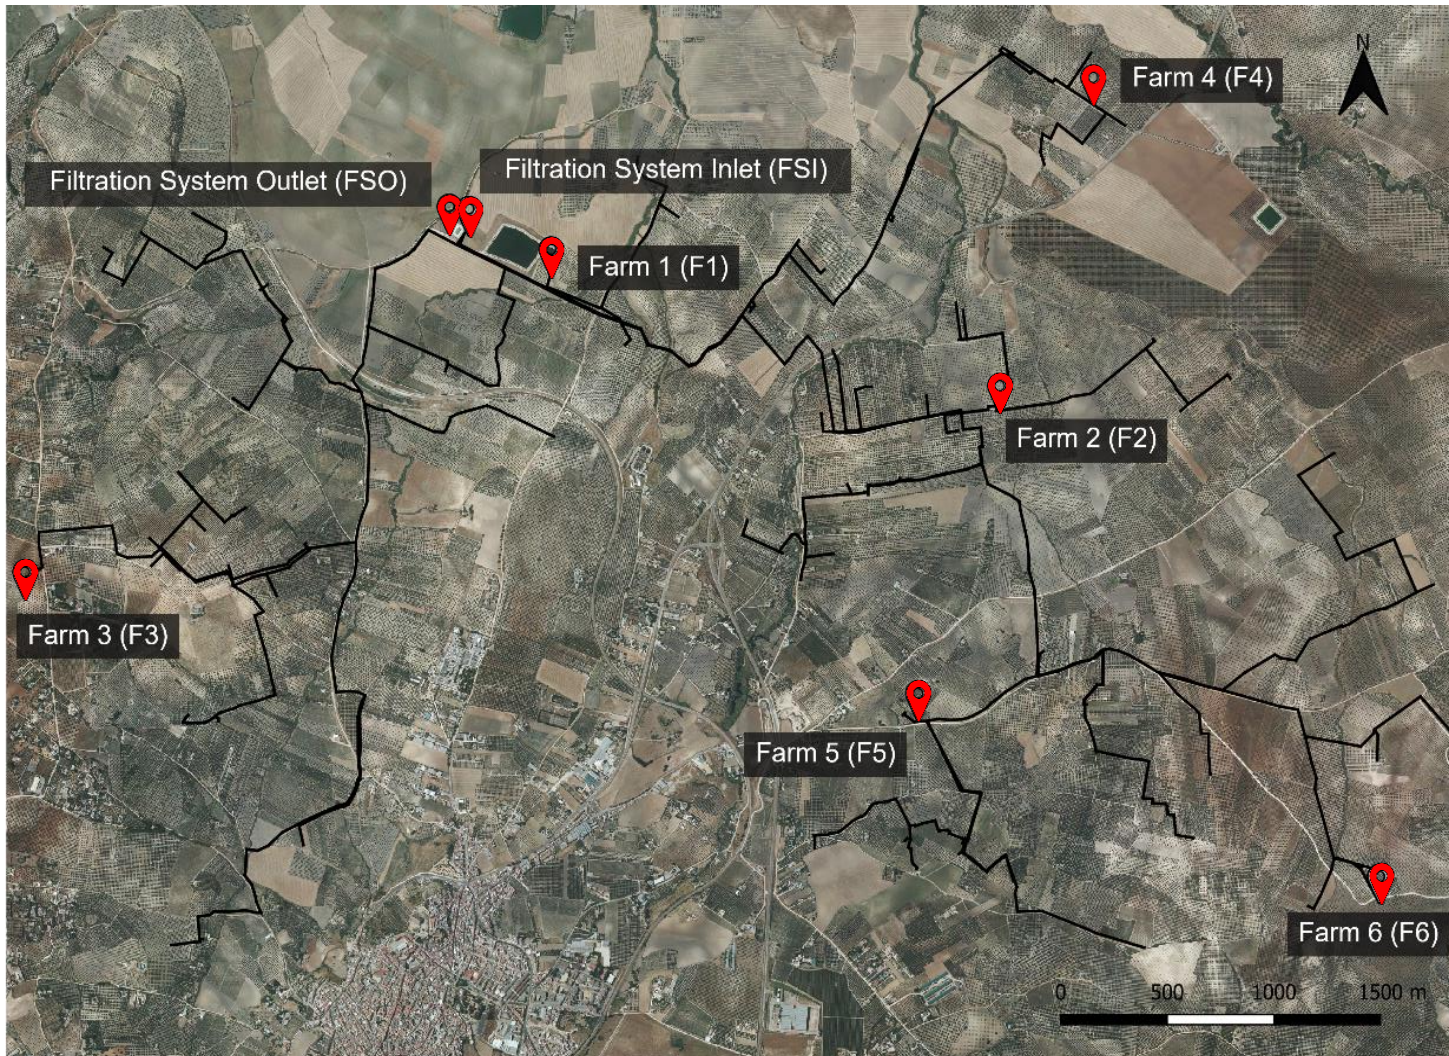 N
Farm 4 (F4)
Filtration System Outlet (FSO)
Filtration System Inlet (FSI)
Farm 1 (F1)
Farm 2 (F2)
Farm 3 (F3)
Farm 5 (F5)
Farm 6 (F6)
0 500 1000 1500 m